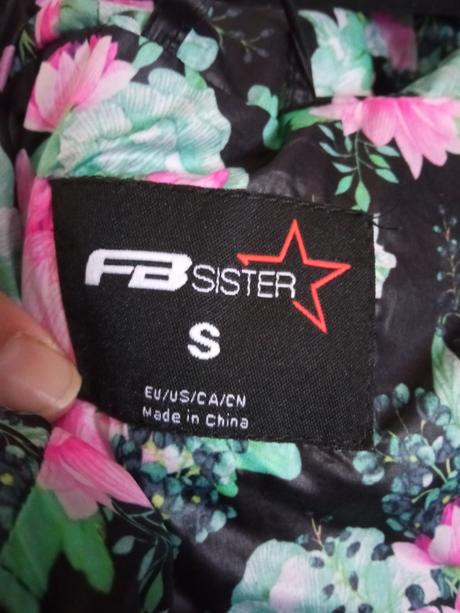 FB SISTER
S
EU/US/CA/CN
Made in China